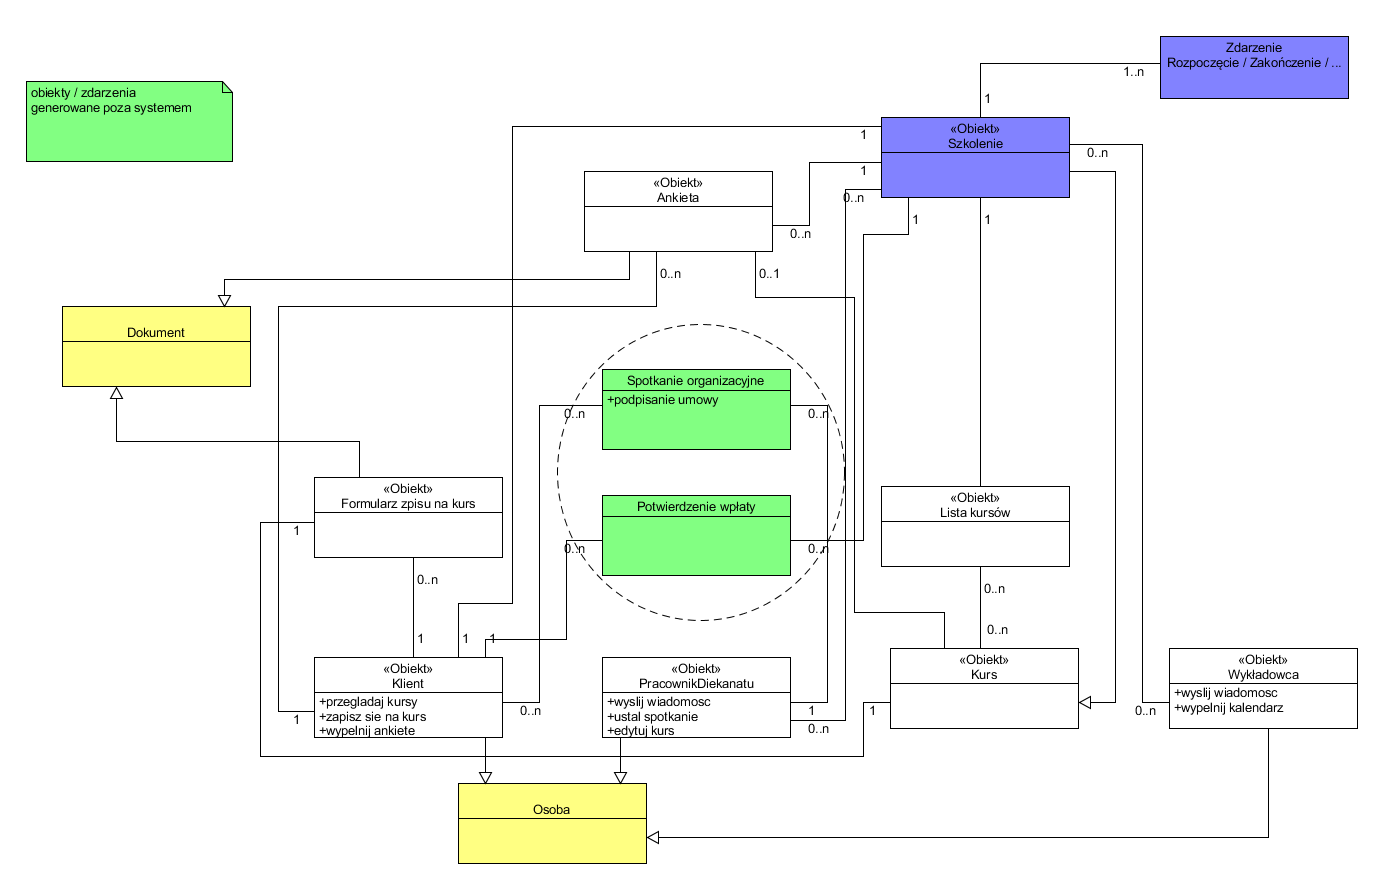 Zdarzenie
Rozpoczęcie / Zakończenie / ...
1..n
obiekty / zdarzenia
generowane poza systemem
1
«Obiekt»
Szkolenie
1
0..n
1
0..n
1
1
«Obiekt»
Ankieta
0..n
0..n
0..1
Dokument
Spotkanie organizacyjne
+podpisanie umowy
0..n
0..n
«Obiekt»
Formularz zpisu na kurs
1
0..n
Potwierdzenie wpłaty
0..n
0..n
«Obiekt»
Lista kursów
0..n
0..n
1
1
1
«Obiekt»
Klient
+przegladaj kursy
+zapisz sie na kurs
+wypelnij ankiete
1
0..n
«Obiekt»
PracownikDiekanatu
+wyslij wiadomosc
+ustal spotkanie
+edytuj kurs
1
0..n
«Obiekt»
Kurs
1
«Obiekt»
Wykładowca
+wyslij wiadomosc
+wypelnij kalendarz
0..n
Osoba